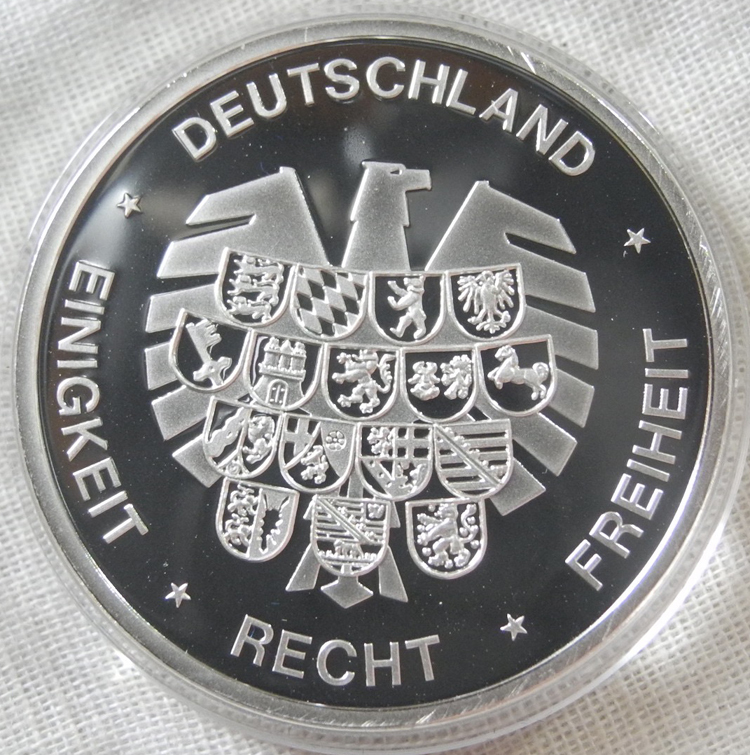 DEUTSCHLAND
EINIGKEIT
RECHT
FREIHEIT